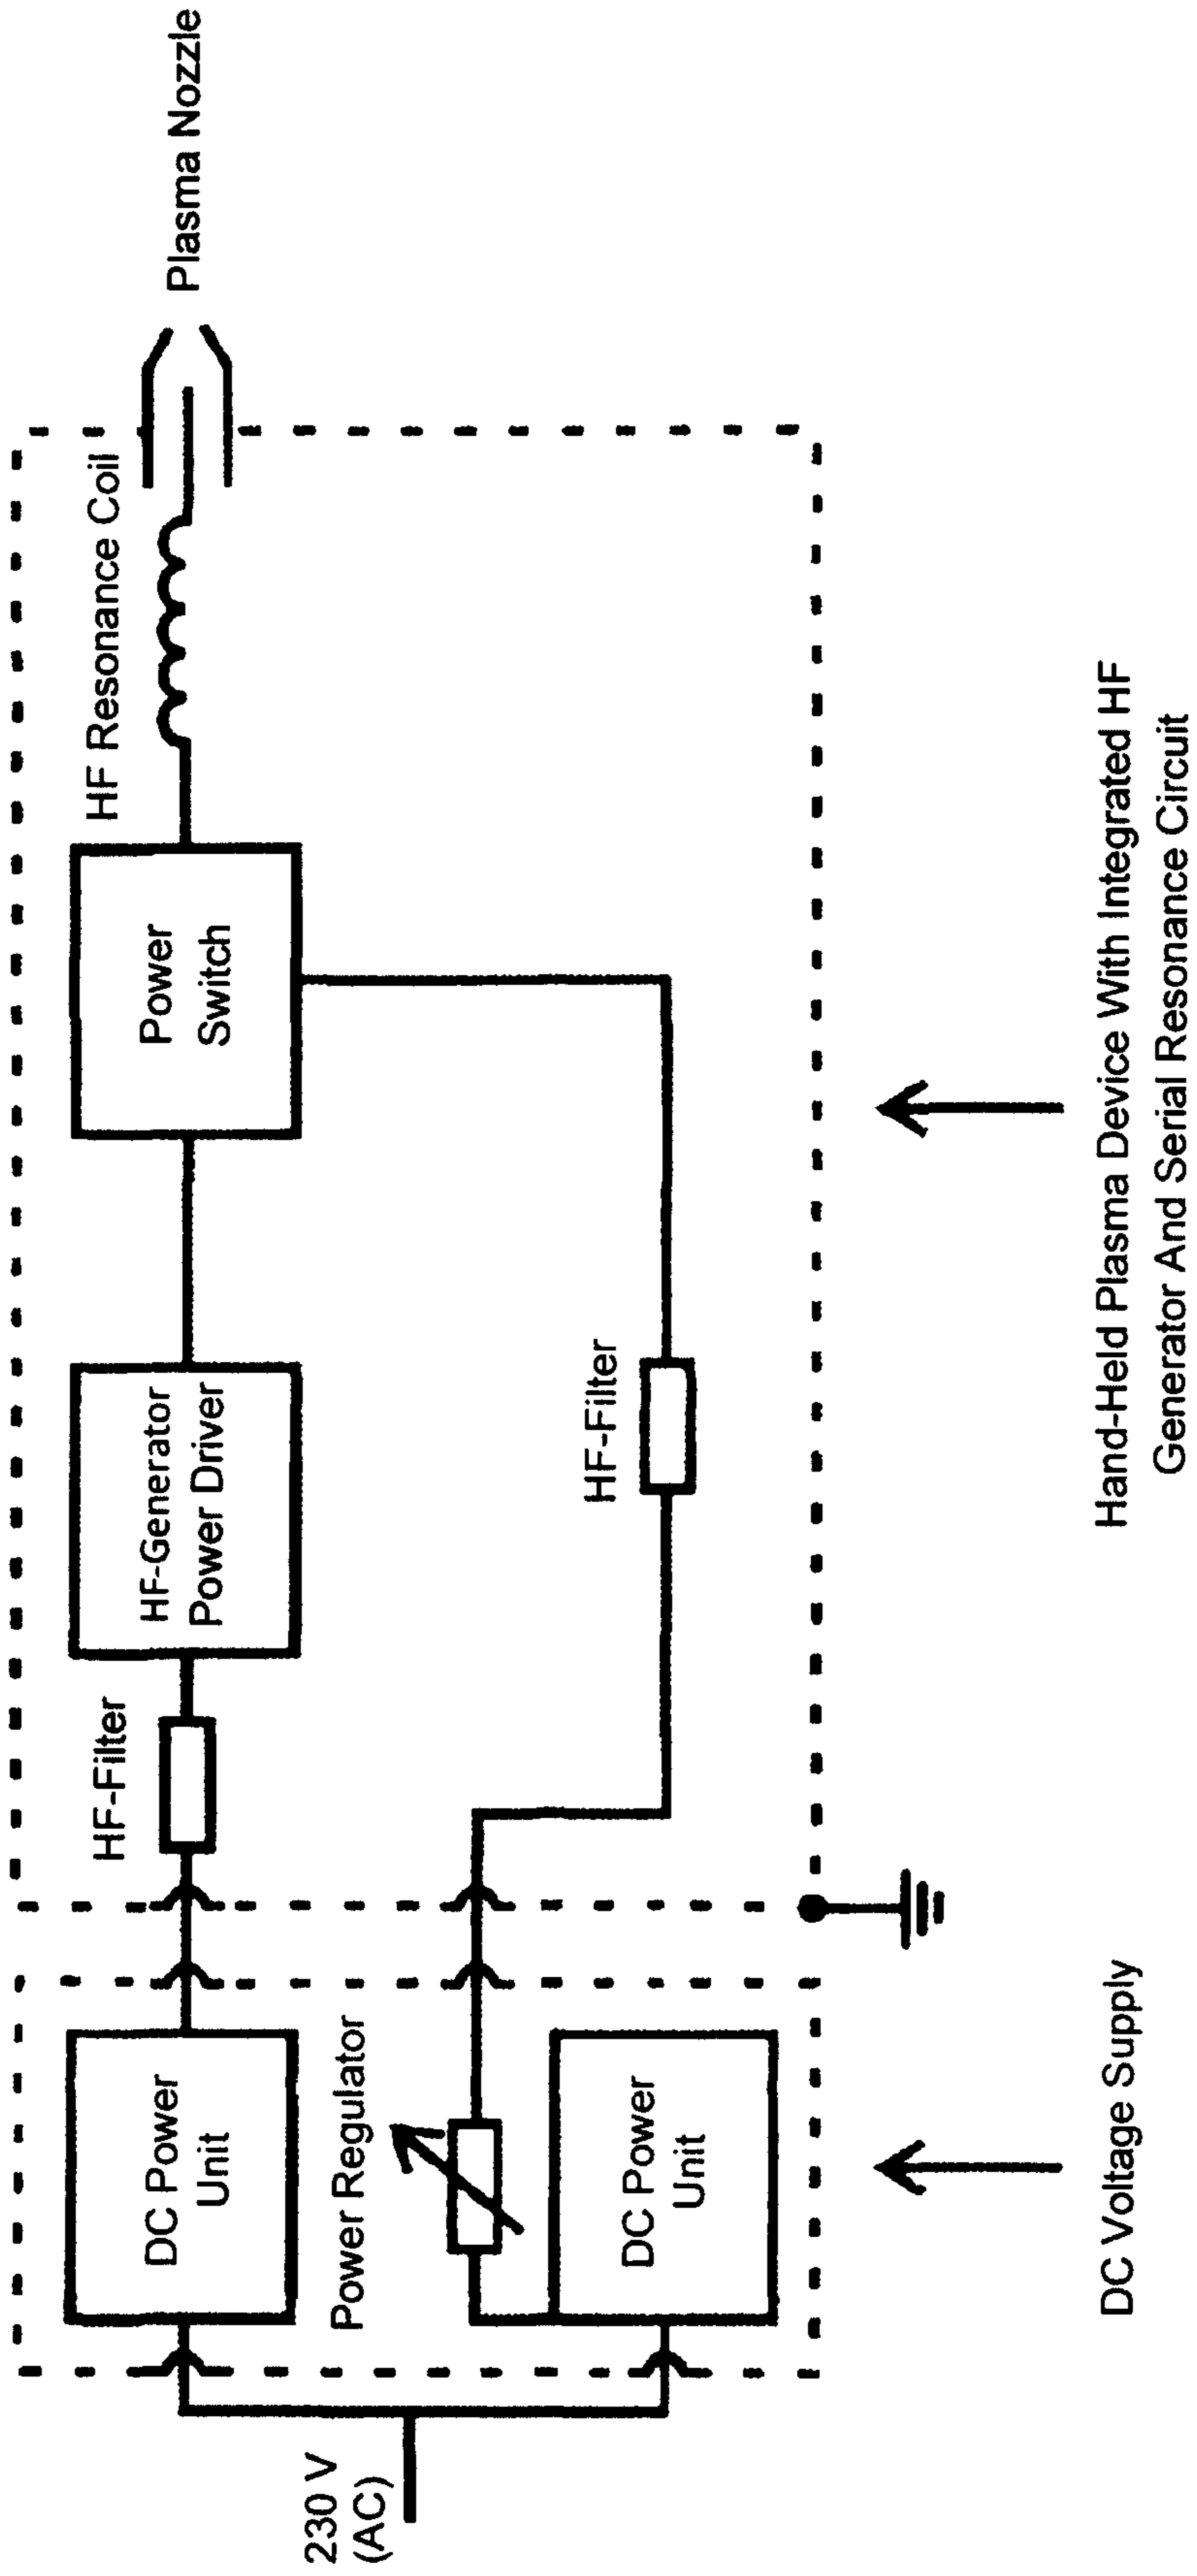 230 V
(AC)
DC Power
Unit
Power Regulator
DC Power
Unit
DC Voltage Supply
HF-Filter
HF-Generator
Power Driver
HF-Filter
Power
Switch
HF Resonance Coil
Plasma Nozzle
Hand-Held Plasma Device With Integrated HF
Generator And Serial Resonance Circuit